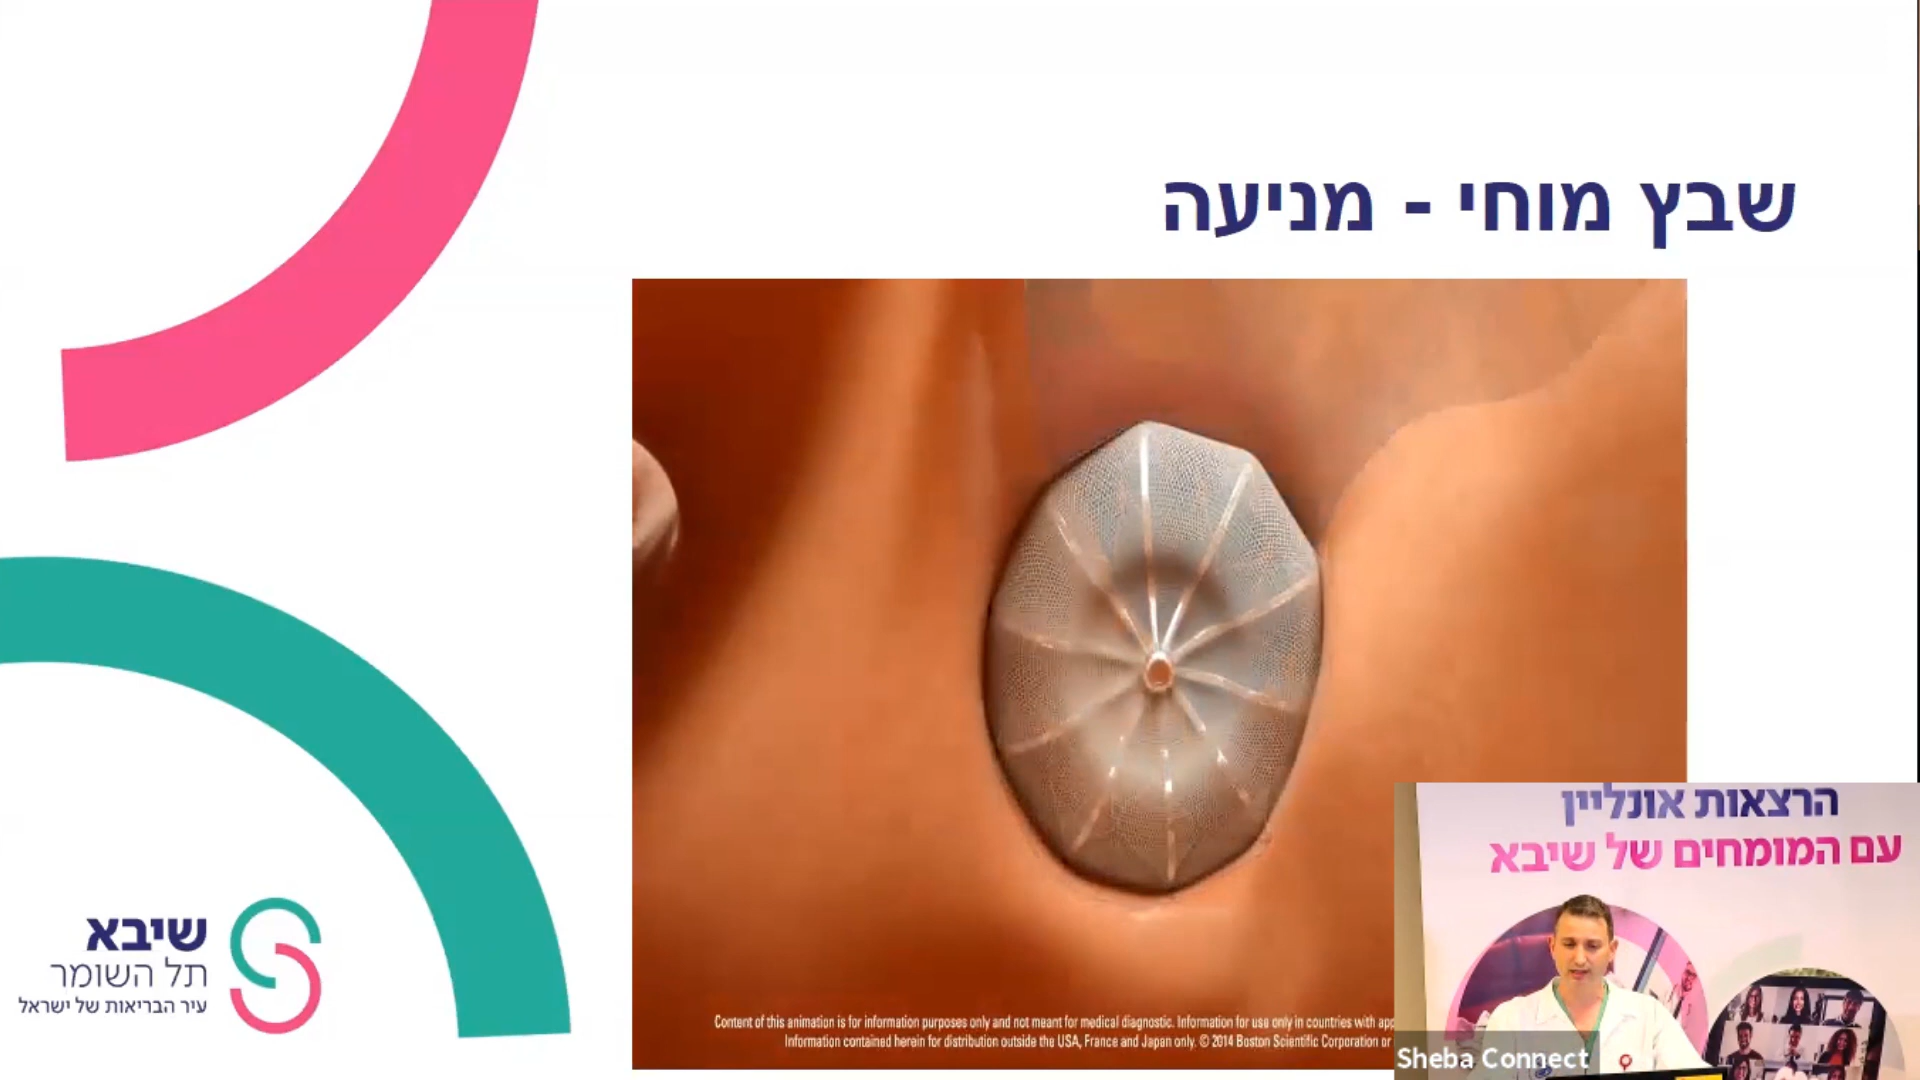 שבץ מוחי - מניעה
Content of this animation is for information purposes only and not meant for medical diagnostic. Information for use only in countries with
Information contained herein for distribution outside the USA, France and Japan only. © 2014 Boston Scientific Corporation or
הרצאות אונליין
עם המומחים של שיבא
Sheba Connect
שיבא
תל השומר
עיר הבריאות של ישראל